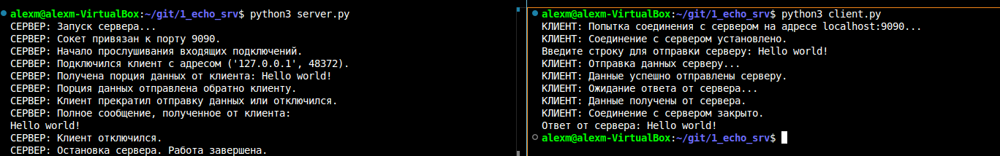 alexm@alexm-VirtualBox:~/git/1_echo_srv$ python3 server.py
СЕРВЕР: Запуск сервера...
СЕРВЕР: Сокет привязан к порту 9090.
СЕРВЕР: Начало прослушивания входящих подключений.
СЕРВЕР: Подключился клиент с адресом ('127.0.0.1', 48372).
СЕРВЕР: Получена порция данных от клиента: Hello world!
СЕРВЕР: Порция данных отправлена обратно клиенту.
СЕРВЕР: Клиент прекратил отправку данных или отключился.
СЕРВЕР: Полное сообщение, полученное от клиента:
Hello world!
СЕРВЕР: Клиент отключился.
СЕРВЕР: Остановка сервера. Работа завершена.
alexm@alexm-VirtualBox:~/git/1_echo_srv$ python3 client.py
КЛИЕНТ: Попытка соединения с сервером на адресе localhost:9090...
КЛИЕНТ: Соединение с сервером установлено.
Введите строку для отправки серверу: Hello world!
КЛИЕНТ: Отправка данных серверу...
КЛИЕНТ: Данные успешно отправлены серверу.
КЛИЕНТ: Ожидание ответа от сервера...
КЛИЕНТ: Данные получены от сервера.
КЛИЕНТ: Соединение с сервером закрыто.
Ответ от сервера: Hello world!
alexm@alexm-VirtualBox:~/git/1_echo_srv$